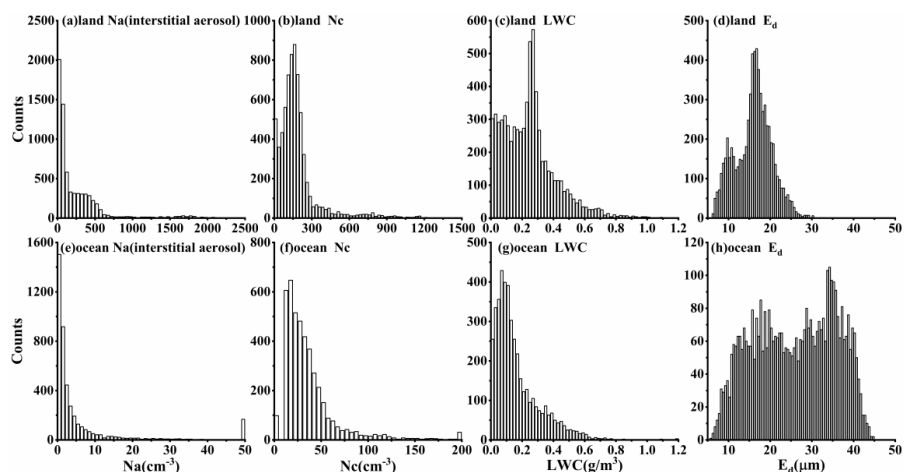 (a)land Na(interstitial aerosol)
(b)land Nc
(c)land LWC
(d)land E_d
Counts
2500
2000
1500
1000
500
0
0 500 1000 1500 2000 2500
1000
800
600
400
200
0
0 300 600 900 1200 1500
600
500
400
300
200
100
0
0.0 0.2 0.4 0.6 0.8 1.0 1.2
500
400
300
200
100
0
10 20 30 40 50
(e)ocean Na(interstitial aerosol)
(f)ocean Nc
(g)ocean LWC
(h)ocean E_d
Counts
1600
1200
800
400
0
0 10 20 30 40 50
Na(cm⁻³)
800
600
400
200
0
0 50 100 150 200
Nc(cm⁻³)
500
400
300
200
100
0
0.0 0.2 0.4 0.6 0.8 1.0 1.2
LWC(g/m³)
120
100
80
60
40
20
0
10 20 30 40 50
E_d(μm)